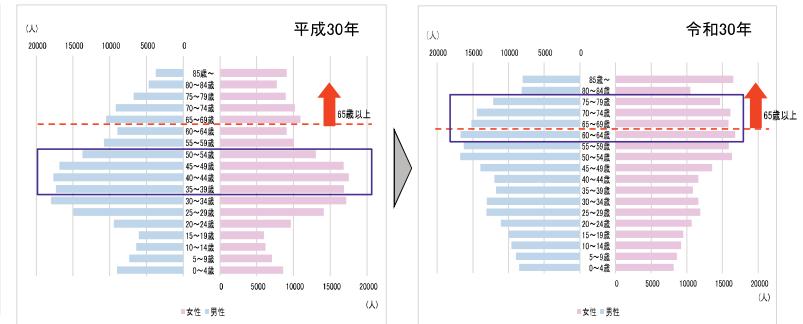 平成30年
(人)
20000 15000 10000 5000 0
85歳～
80～84歳
75～79歳
70～74歳
65～69歳
60～64歳
55～59歳
50～54歳
45～49歳
40～44歳
35～39歳
30～34歳
25～29歳
20～24歳
15～19歳
10～14歳
5～9歳
0～4歳
65歳以上
0 5000 10000 15000 20000
(人)
女性 男性
令和30年
(人)
20000 15000 10000 5000 0
85歳～
80～84歳
75～79歳
70～74歳
65～69歳
60～64歳
55～59歳
50～54歳
45～49歳
40～44歳
35～39歳
30～34歳
25～29歳
20～24歳
15～19歳
10～14歳
5～9歳
0～4歳
65歳以上
0 5000 10000 15000 20000
(人)
女性 男性